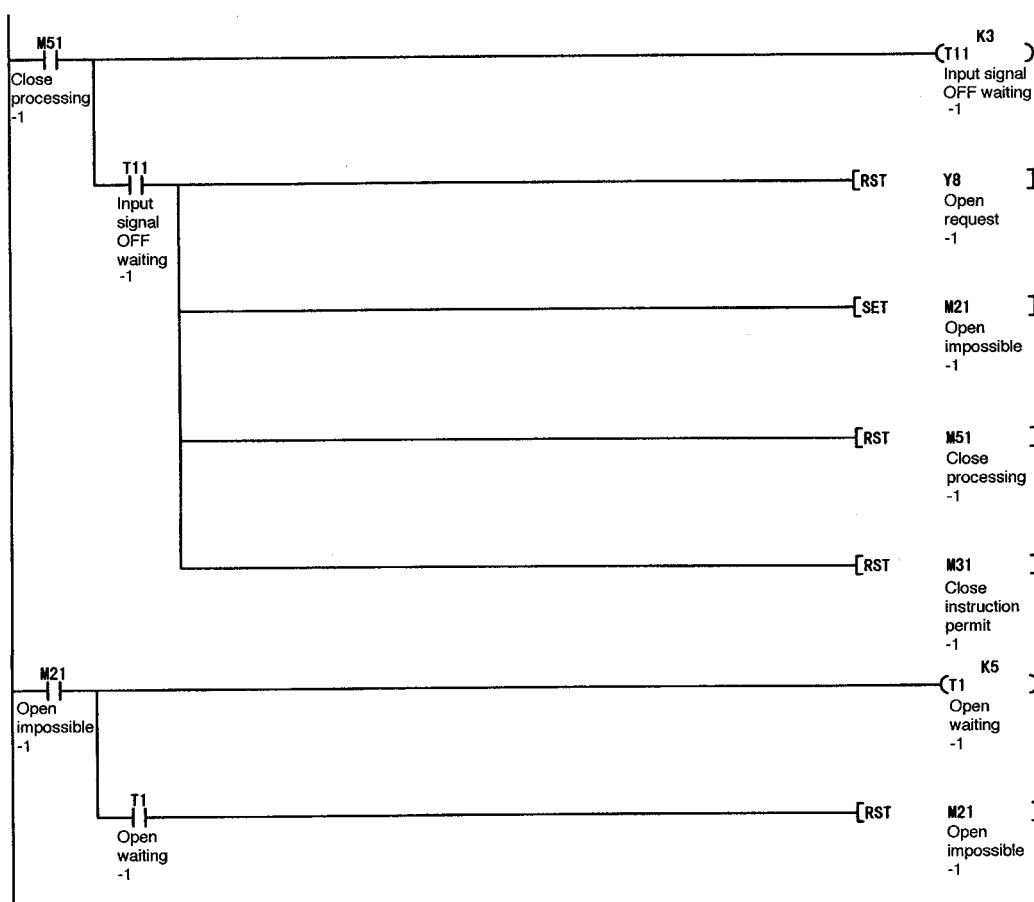 M51
K3
(T11 )
Close
processing
-1
Input signal
OFF waiting
-1
T11
[RST Y8 ]
Input
signal
OFF
waiting
-1
Open
request
-1
[SET M21 ]
Open
impossible
-1
[RST M51 ]
Close
processing
-1
[RST M31 ]
Close
instruction
permit
-1
M21
K5
(T1 )
Open
impossible
-1
Open
waiting
-1
T1
[RST M21 ]
Open
waiting
-1
Open
impossible
-1